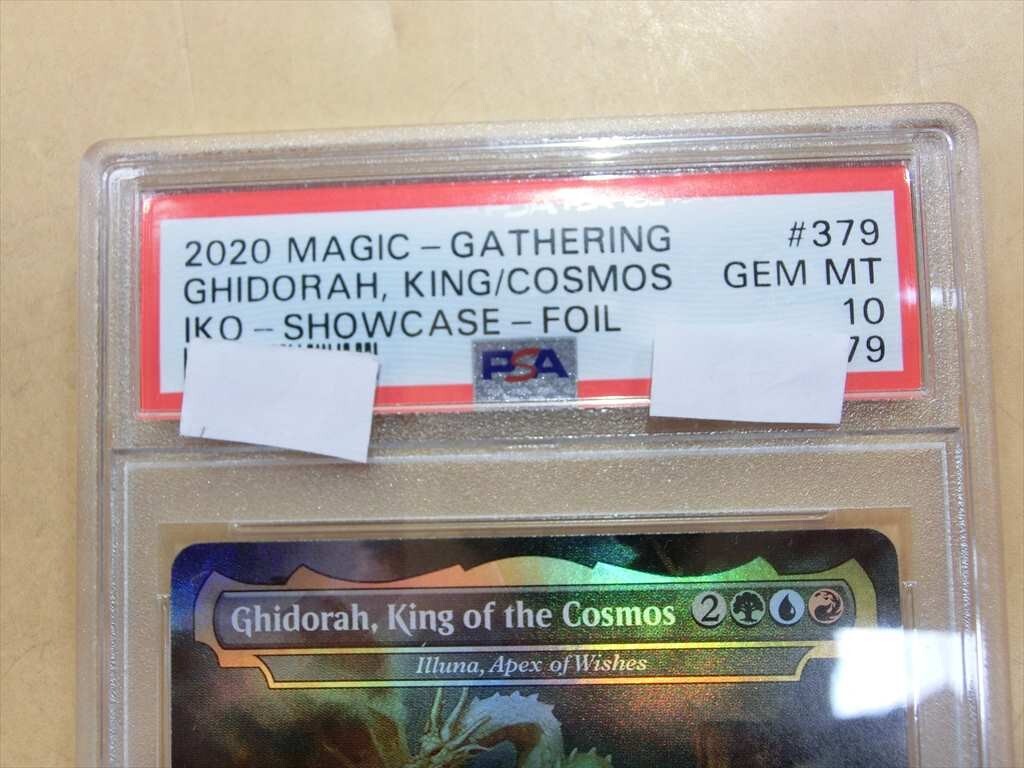 2020 MAGIC – GATHERING #379
GHIDORAH, KING/COSMOS GEM MT
IKO – SHOWCASE – FOIL 10
79
PSA
Ghidorah, King of the Cosmos 2
Illuna, Apex of Wishes